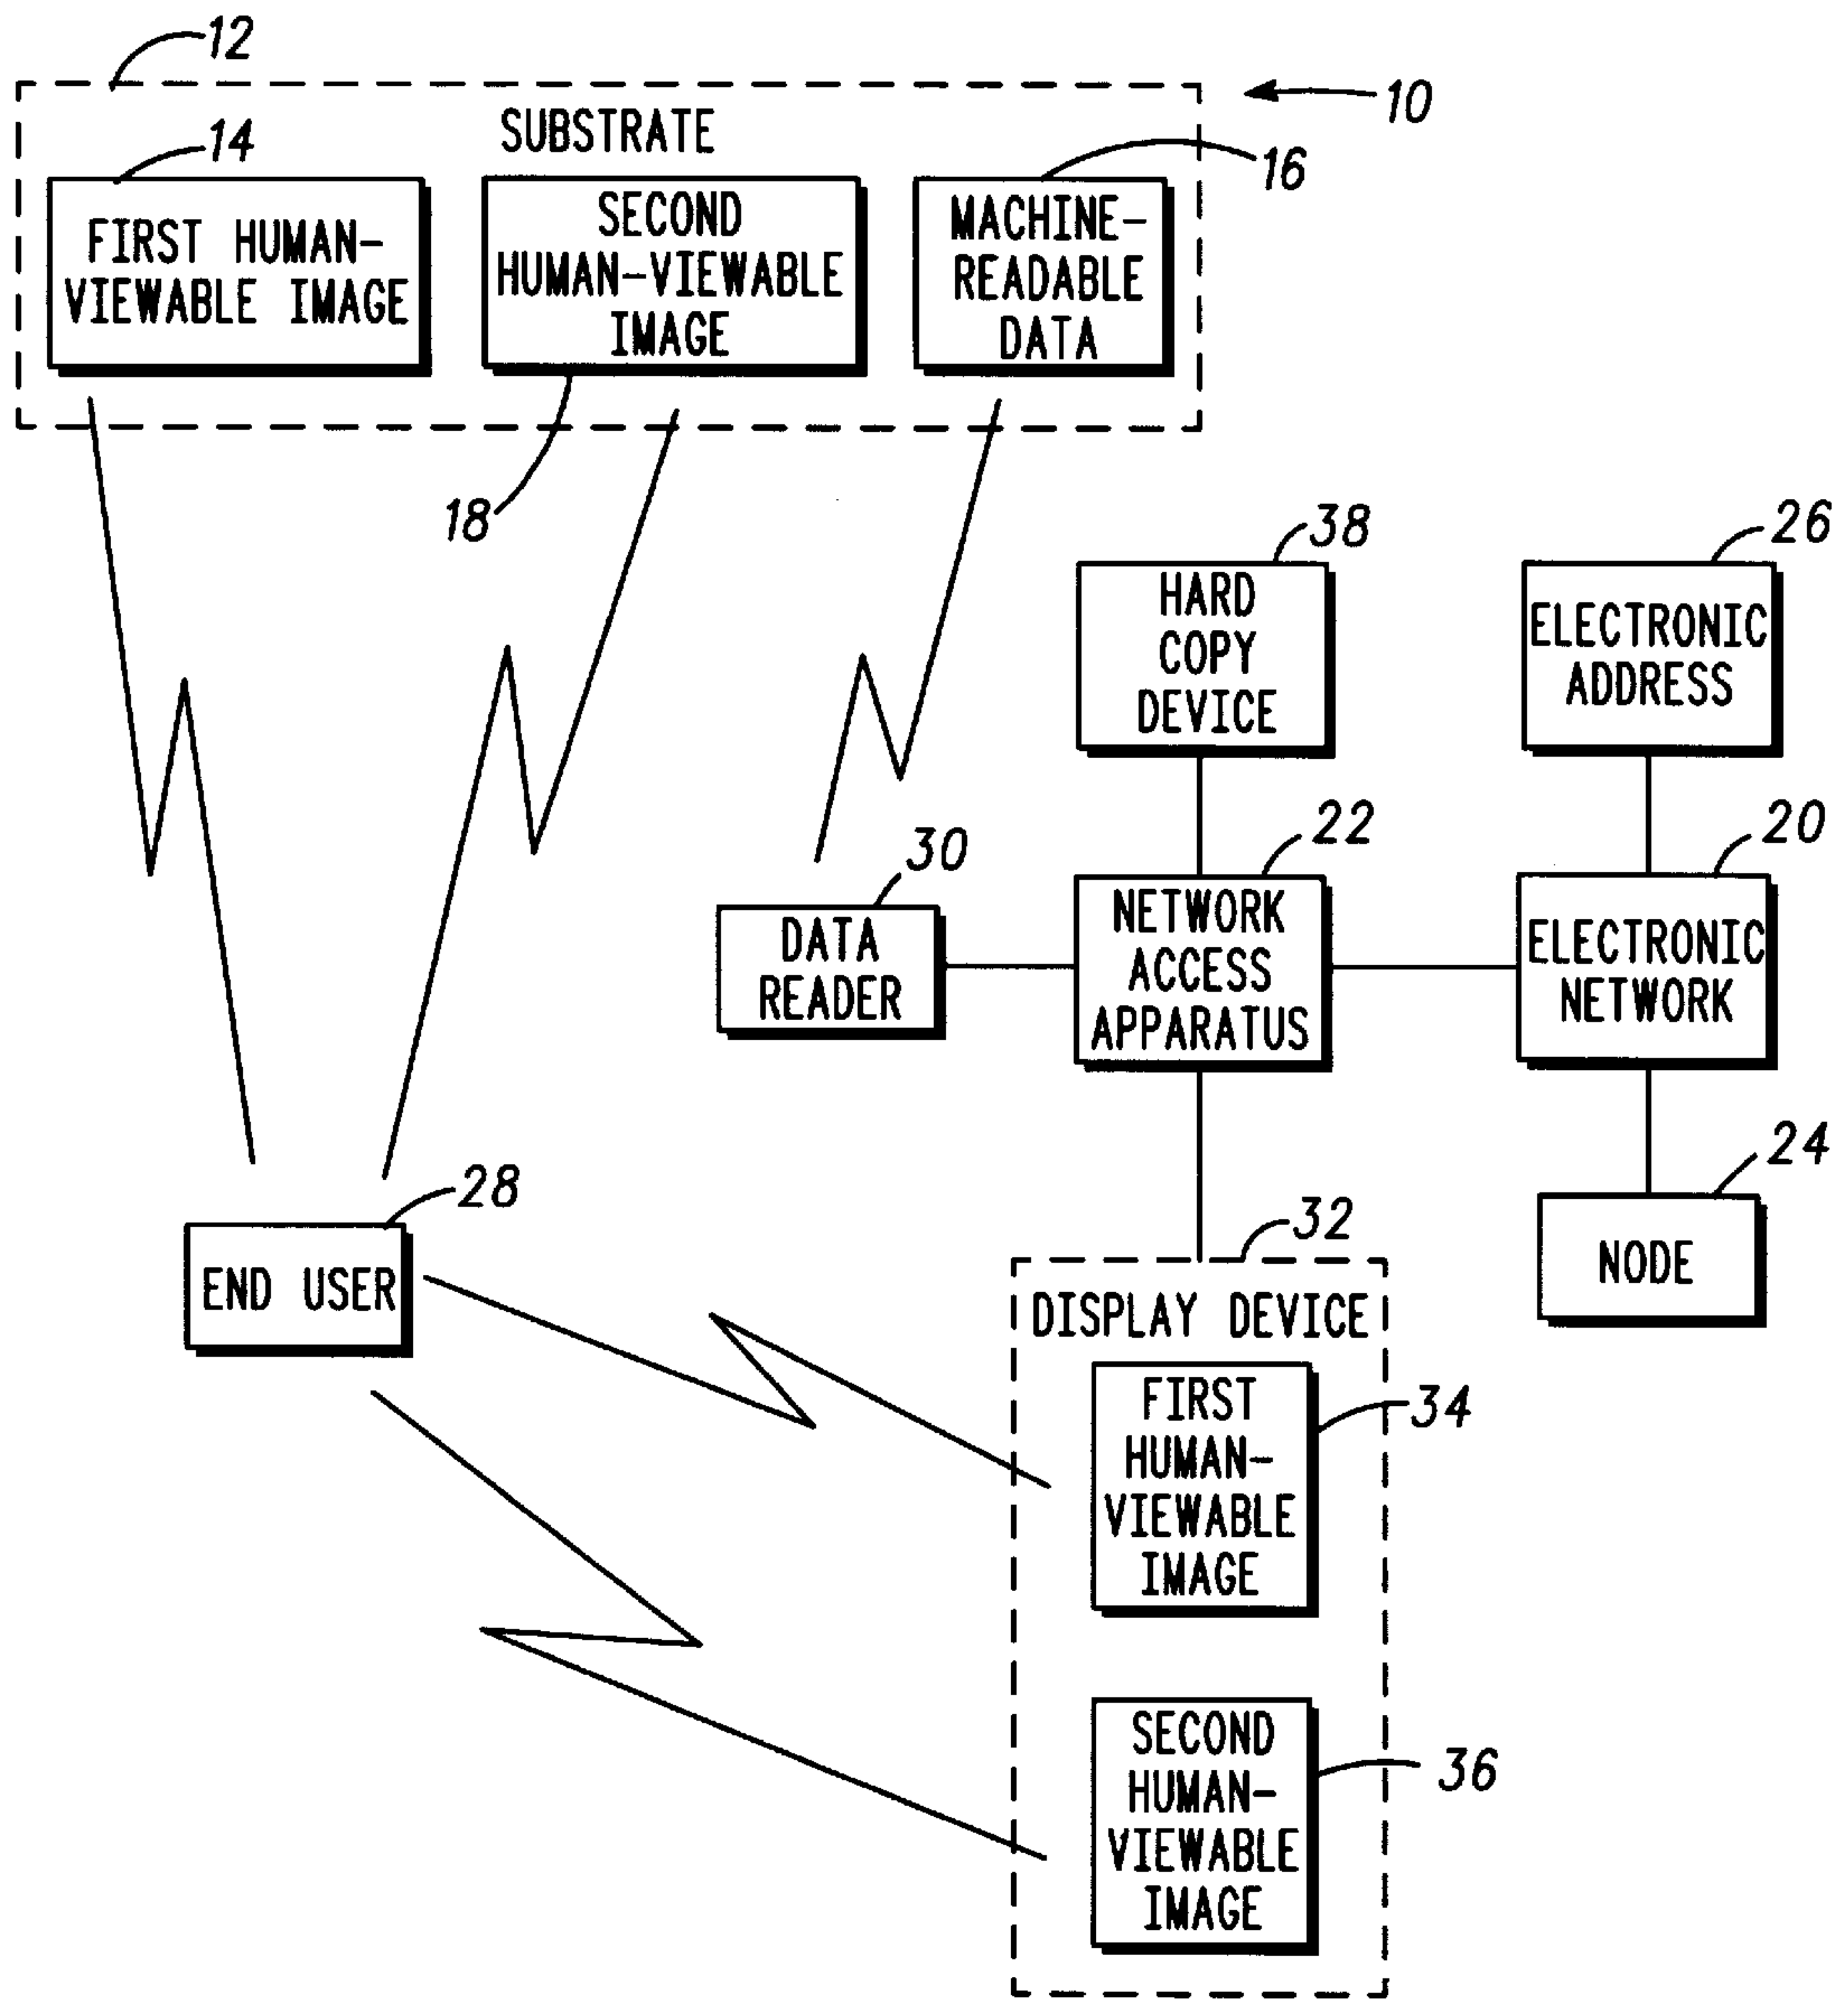 12
10
SUBSTRATE
14
16
FIRST HUMAN-
VIEWABLE IMAGE
SECOND
HUMAN-VIEWABLE
IMAGE
MACHINE-
READABLE
DATA
18
38
26
HARD
COPY
DEVICE
ELECTRONIC
ADDRESS
30
22
20
DATA
READER
NETWORK
ACCESS
APPARATUS
ELECTRONIC
NETWORK
28
24
END USER
NODE
32
DISPLAY DEVICE
FIRST
HUMAN-
VIEWABLE
IMAGE
34
SECOND
HUMAN-
VIEWABLE
IMAGE
36